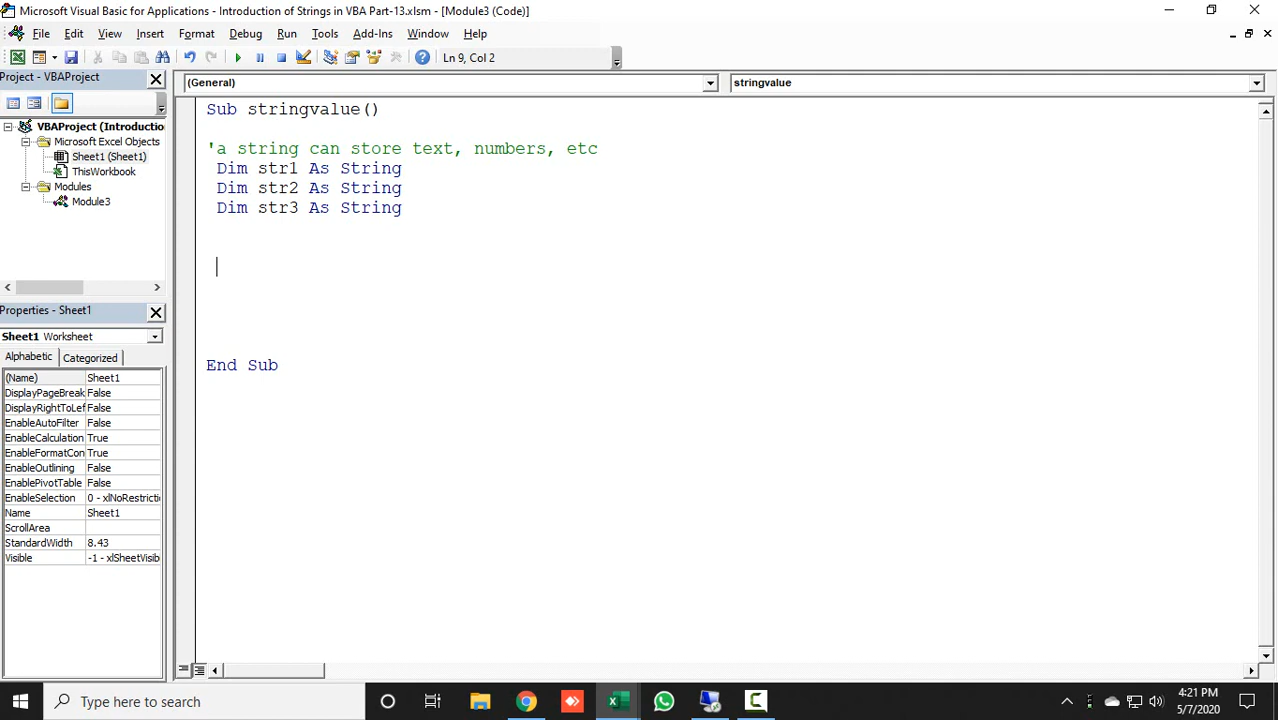 Microsoft Visual Basic for Applications - Introduction of Strings in VBA Part-13.xlsm - [Module3 (Code)]
File Edit View Insert Format Debug Run Tools Add-Ins Window Help
Ln 9, Col 2
Project - VBAProject
(General)
stringvalue
VBAProject (Introductio
Microsoft Excel Objects
Sheet1 (Sheet1)
ThisWorkbook
Modules
Module3
Sub stringvalue()
'a string can store text, numbers, etc
Dim str1 As String
Dim str2 As String
Dim str3 As String
End Sub
Properties - Sheet1
Sheet1 Worksheet
Alphabetic Categorized
(Name) Sheet1
DisplayPageBreak False
DisplayRightToLef False
EnableAutoFilter False
EnableCalculation True
EnableFormatCon True
EnableOutlining False
EnablePivotTable False
EnableSelection 0 - xlNoRestricti
Name Sheet1
ScrollArea
StandardWidth 8.43
Visible -1 - xlSheetVisib
Type here to search
4:21 PM
5/7/2020